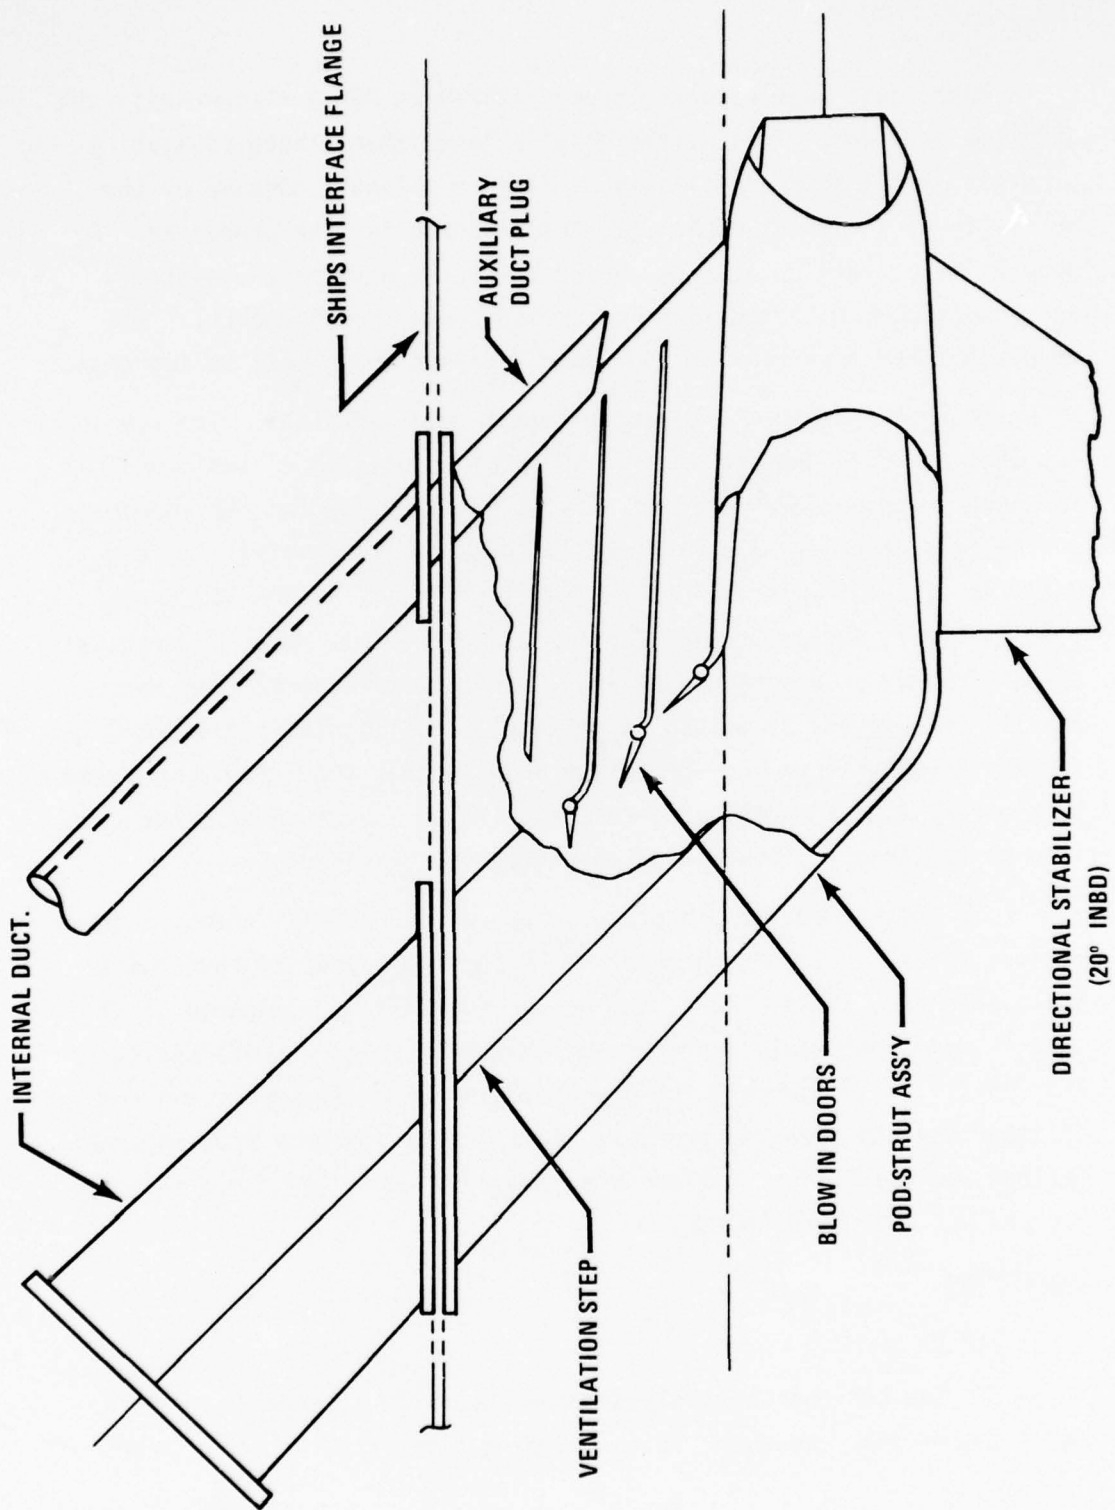 INTERNAL DUCT.
SHIPS INTERFACE FLANGE
AUXILIARY
DUCT PLUG
VENTILATION STEP
BLOW IN DOORS
POD-STRUT ASS'Y
DIRECTIONAL STABILIZER
(20° INBD)